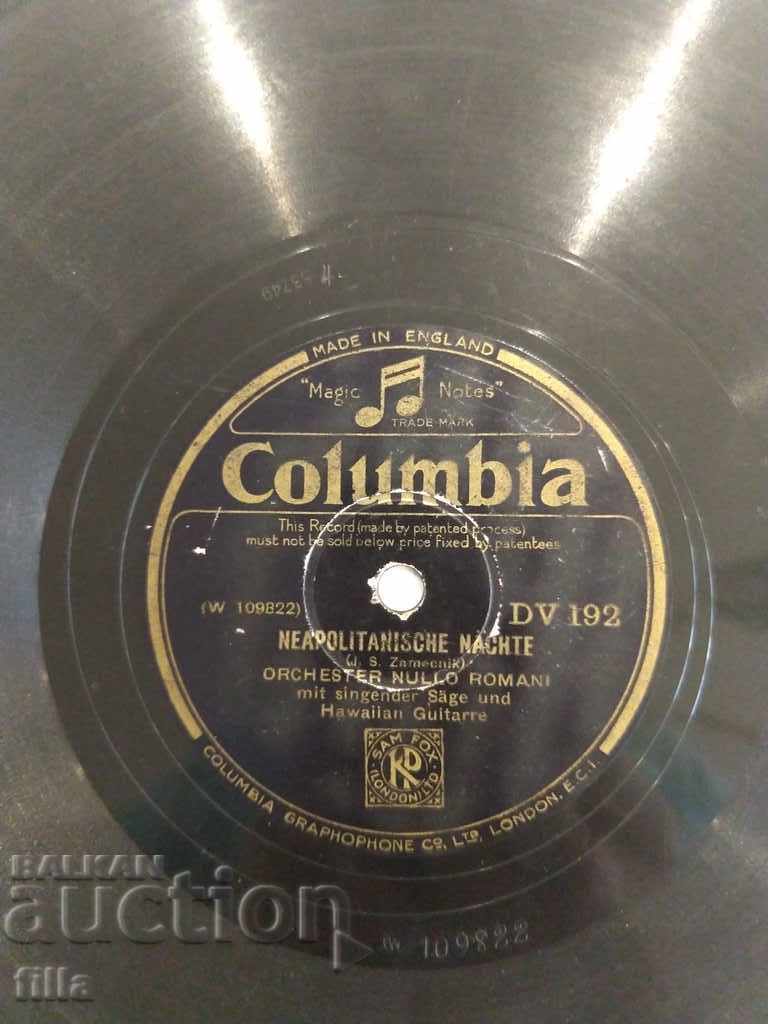 53749
MADE IN ENGLAND
"Magic Notes"
TRADE MARK
Columbia
This Record (made by patented process)
must not be sold below price fixed by patentees
(W 109822)
DV 192
NEAPOLITANISCHE NÄCHTE
(J. S. Zamecnik)
ORCHESTER NULLO ROMANI
mit singender Säge und
Hawaiian Guitarre
SAM FOX
KP
(LONDON) LTD
COLUMBIA GRAPHOPHONE CO. LTD. LONDON, E.C.1.
W 109822
BALKAN
auction
filla